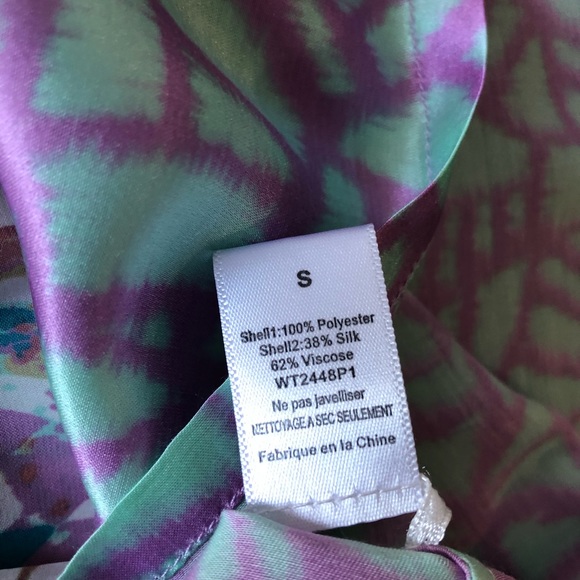 S
Shell1:100% Polyester
Shell2:38% Silk
62% Viscose
WT2448P1
Ne pas javelliser
NETTOYAGE A SEC SEULEMENT
Fabrique en la Chine